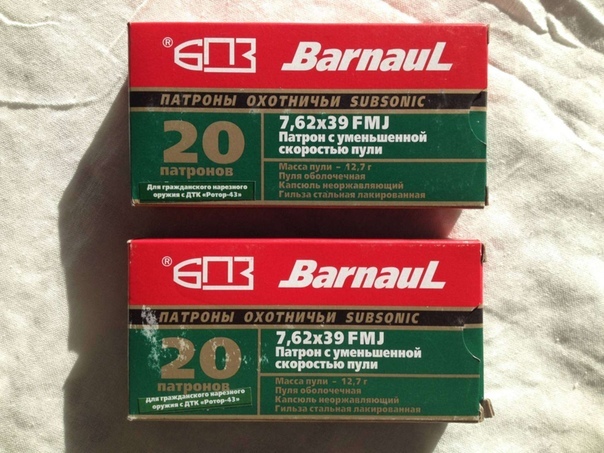 ® БПЗ Barnaul
ПАТРОНЫ ОХОТНИЧЬИ SUBSONIC
20
патронов
7,62x39 FMJ
Патрон с уменьшенной
скоростью пули
Масса пули – 12,7 г
Пуля оболочечная
Капсюль неоржавляющий
Гильза стальная лакированная
Для гражданского нарезного
оружия с ДТК «Ротор-43»
® БПЗ Barnaul
ПАТРОНЫ ОХОТНИЧЬИ SUBSONIC
20
патронов
7,62x39 FMJ
Патрон с уменьшенной
скоростью пули
Масса пули – 12,7 г
Пуля оболочечная
Капсюль неоржавляющий
Гильза стальная лакированная
Для гражданского нарезного
оружия с ДТК «Ротор-43»